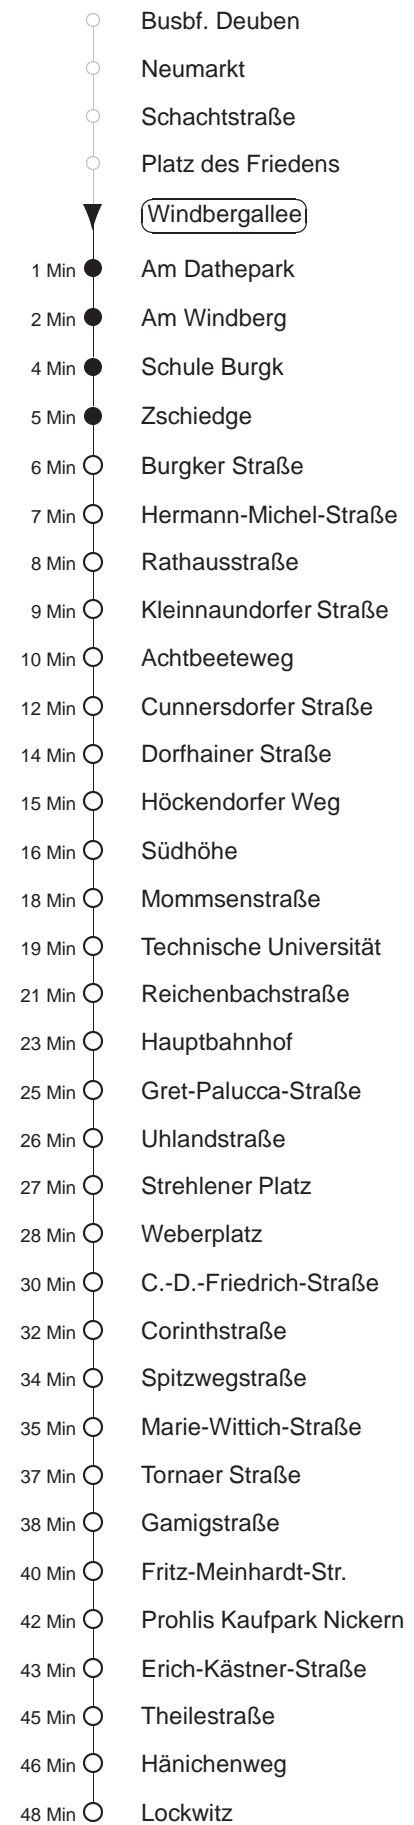 Busbf. Deuben
Neumarkt
Schachtstraße
Platz des Friedens
Windbergallee
1 Min Am Dathepark
2 Min Am Windberg
4 Min Schule Burgk
5 Min Zschiedge
6 Min Burgker Straße
7 Min Hermann-Michel-Straße
8 Min Rathausstraße
9 Min Kleinnaundorfer Straße
10 Min Achtbeeteweg
12 Min Cunnersdorfer Straße
14 Min Dorfhainer Straße
15 Min Höckendorfer Weg
16 Min Südhöhe
18 Min Mommsenstraße
19 Min Technische Universität
21 Min Reichenbachstraße
23 Min Hauptbahnhof
25 Min Gret-Palucca-Straße
26 Min Uhlandstraße
27 Min Strehlener Platz
28 Min Weberplatz
30 Min C.-D.-Friedrich-Straße
32 Min Corinthstraße
34 Min Spitzwegstraße
35 Min Marie-Wittich-Straße
37 Min Tornaer Straße
38 Min Gamigstraße
40 Min Fritz-Meinhardt-Str.
42 Min Prohlis Kaufpark Nickern
43 Min Erich-Kästner-Straße
45 Min Theilestraße
46 Min Hänichenweg
48 Min Lockwitz